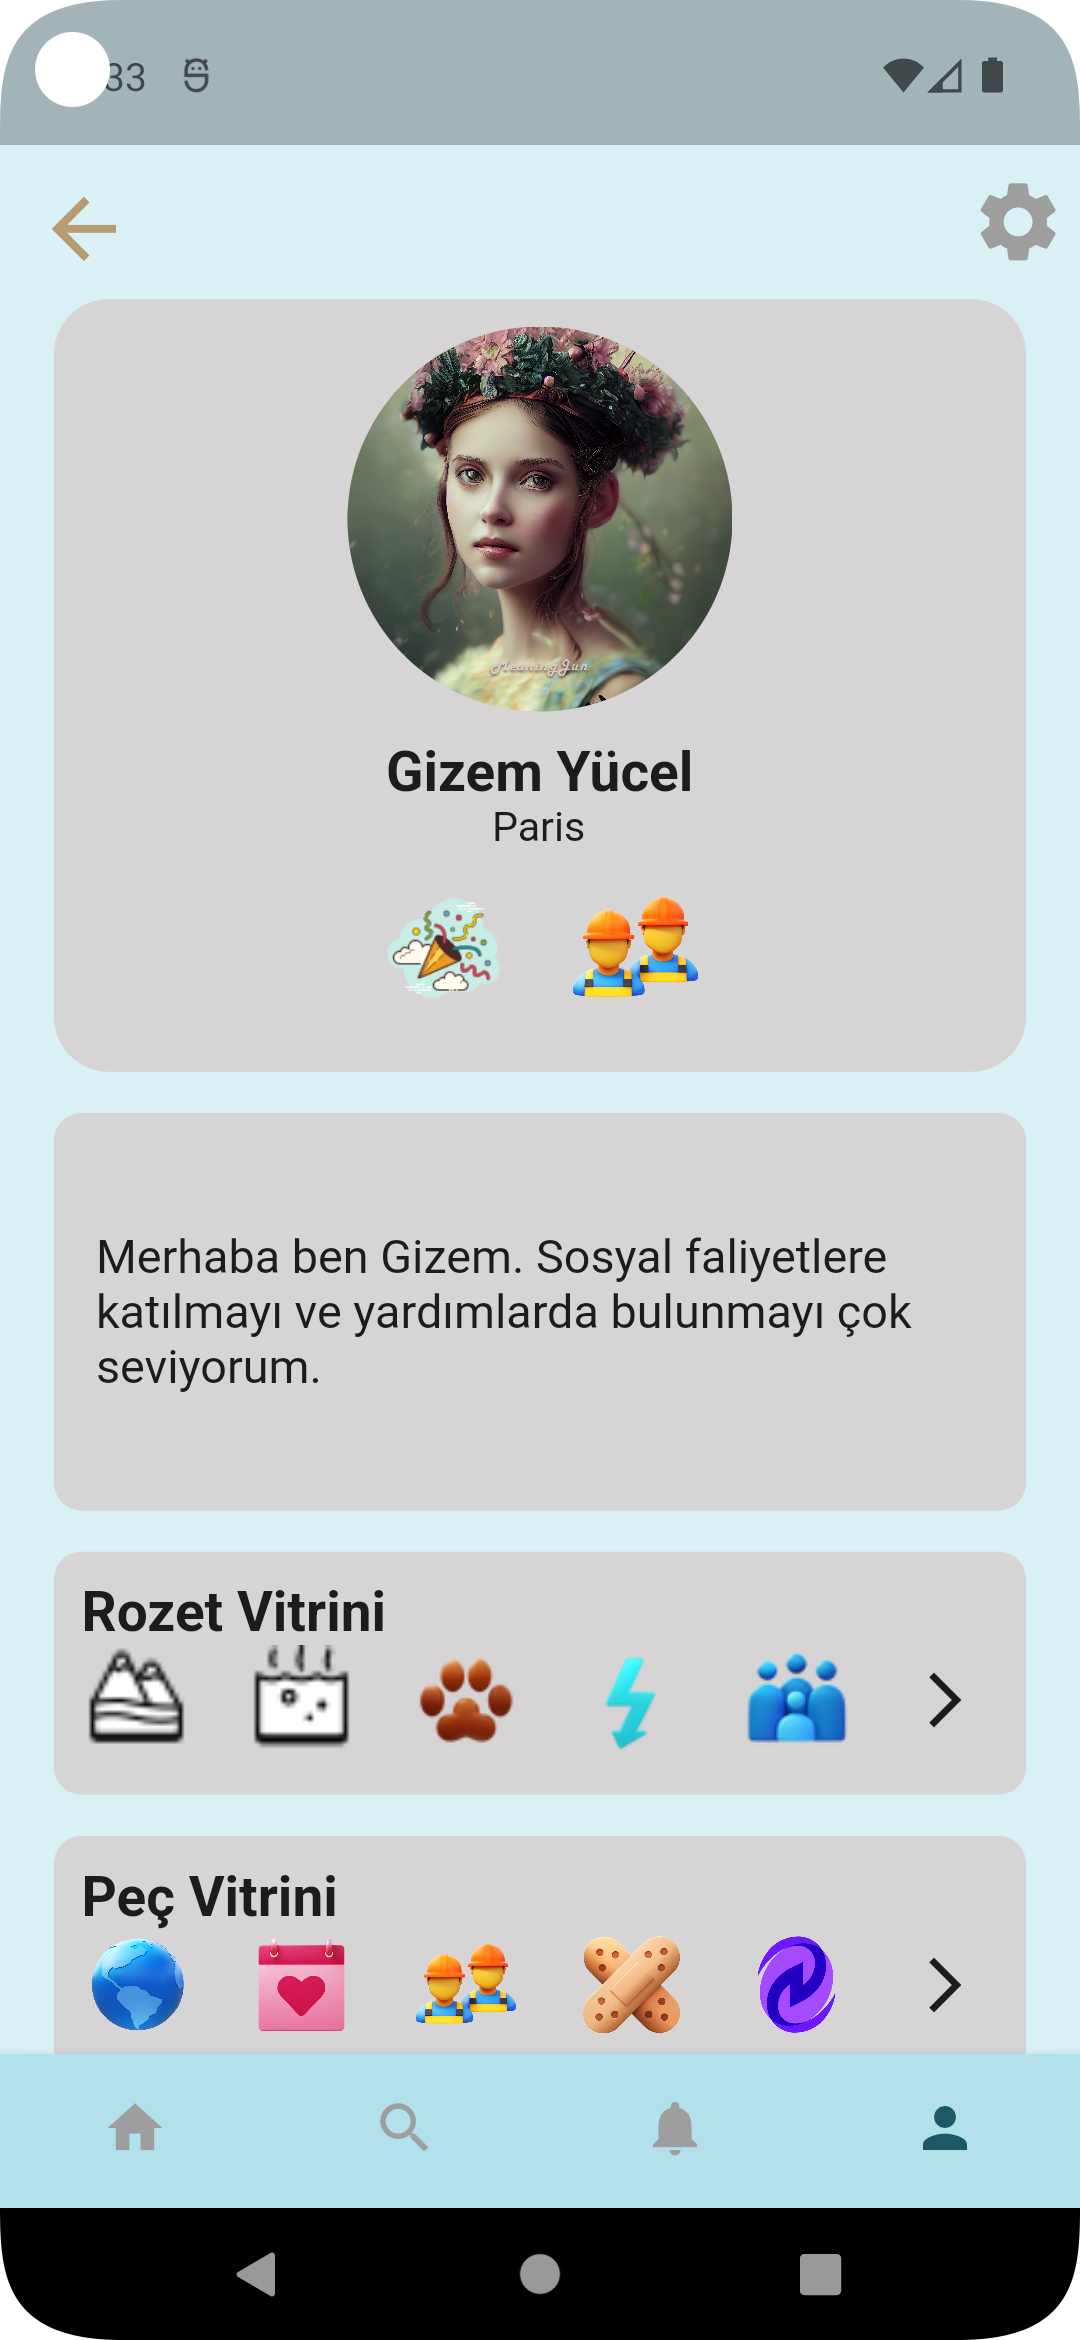 33
MeaningJun
Gizem Yücel
Paris
Merhaba ben Gizem. Sosyal faliyetlere
katılmayı ve yardımlarda bulunmayı çok
seviyorum.
Rozet Vitrini
Peç Vitrini